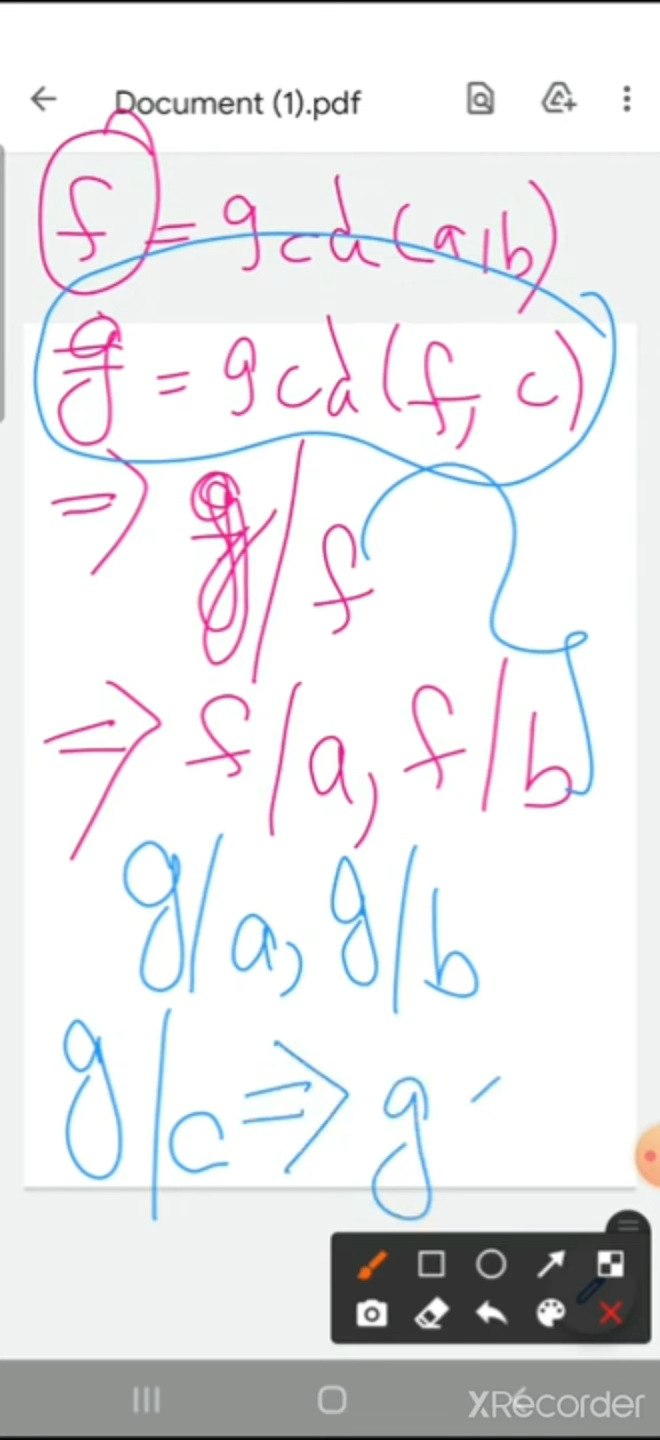 Document (1).pdf
f = gcd(a,b)
g = gcd(f, c)
⇒ g/f
⇒ f/a, f/b
g/a, g/b
g/c ⇒ g -
XRecorder